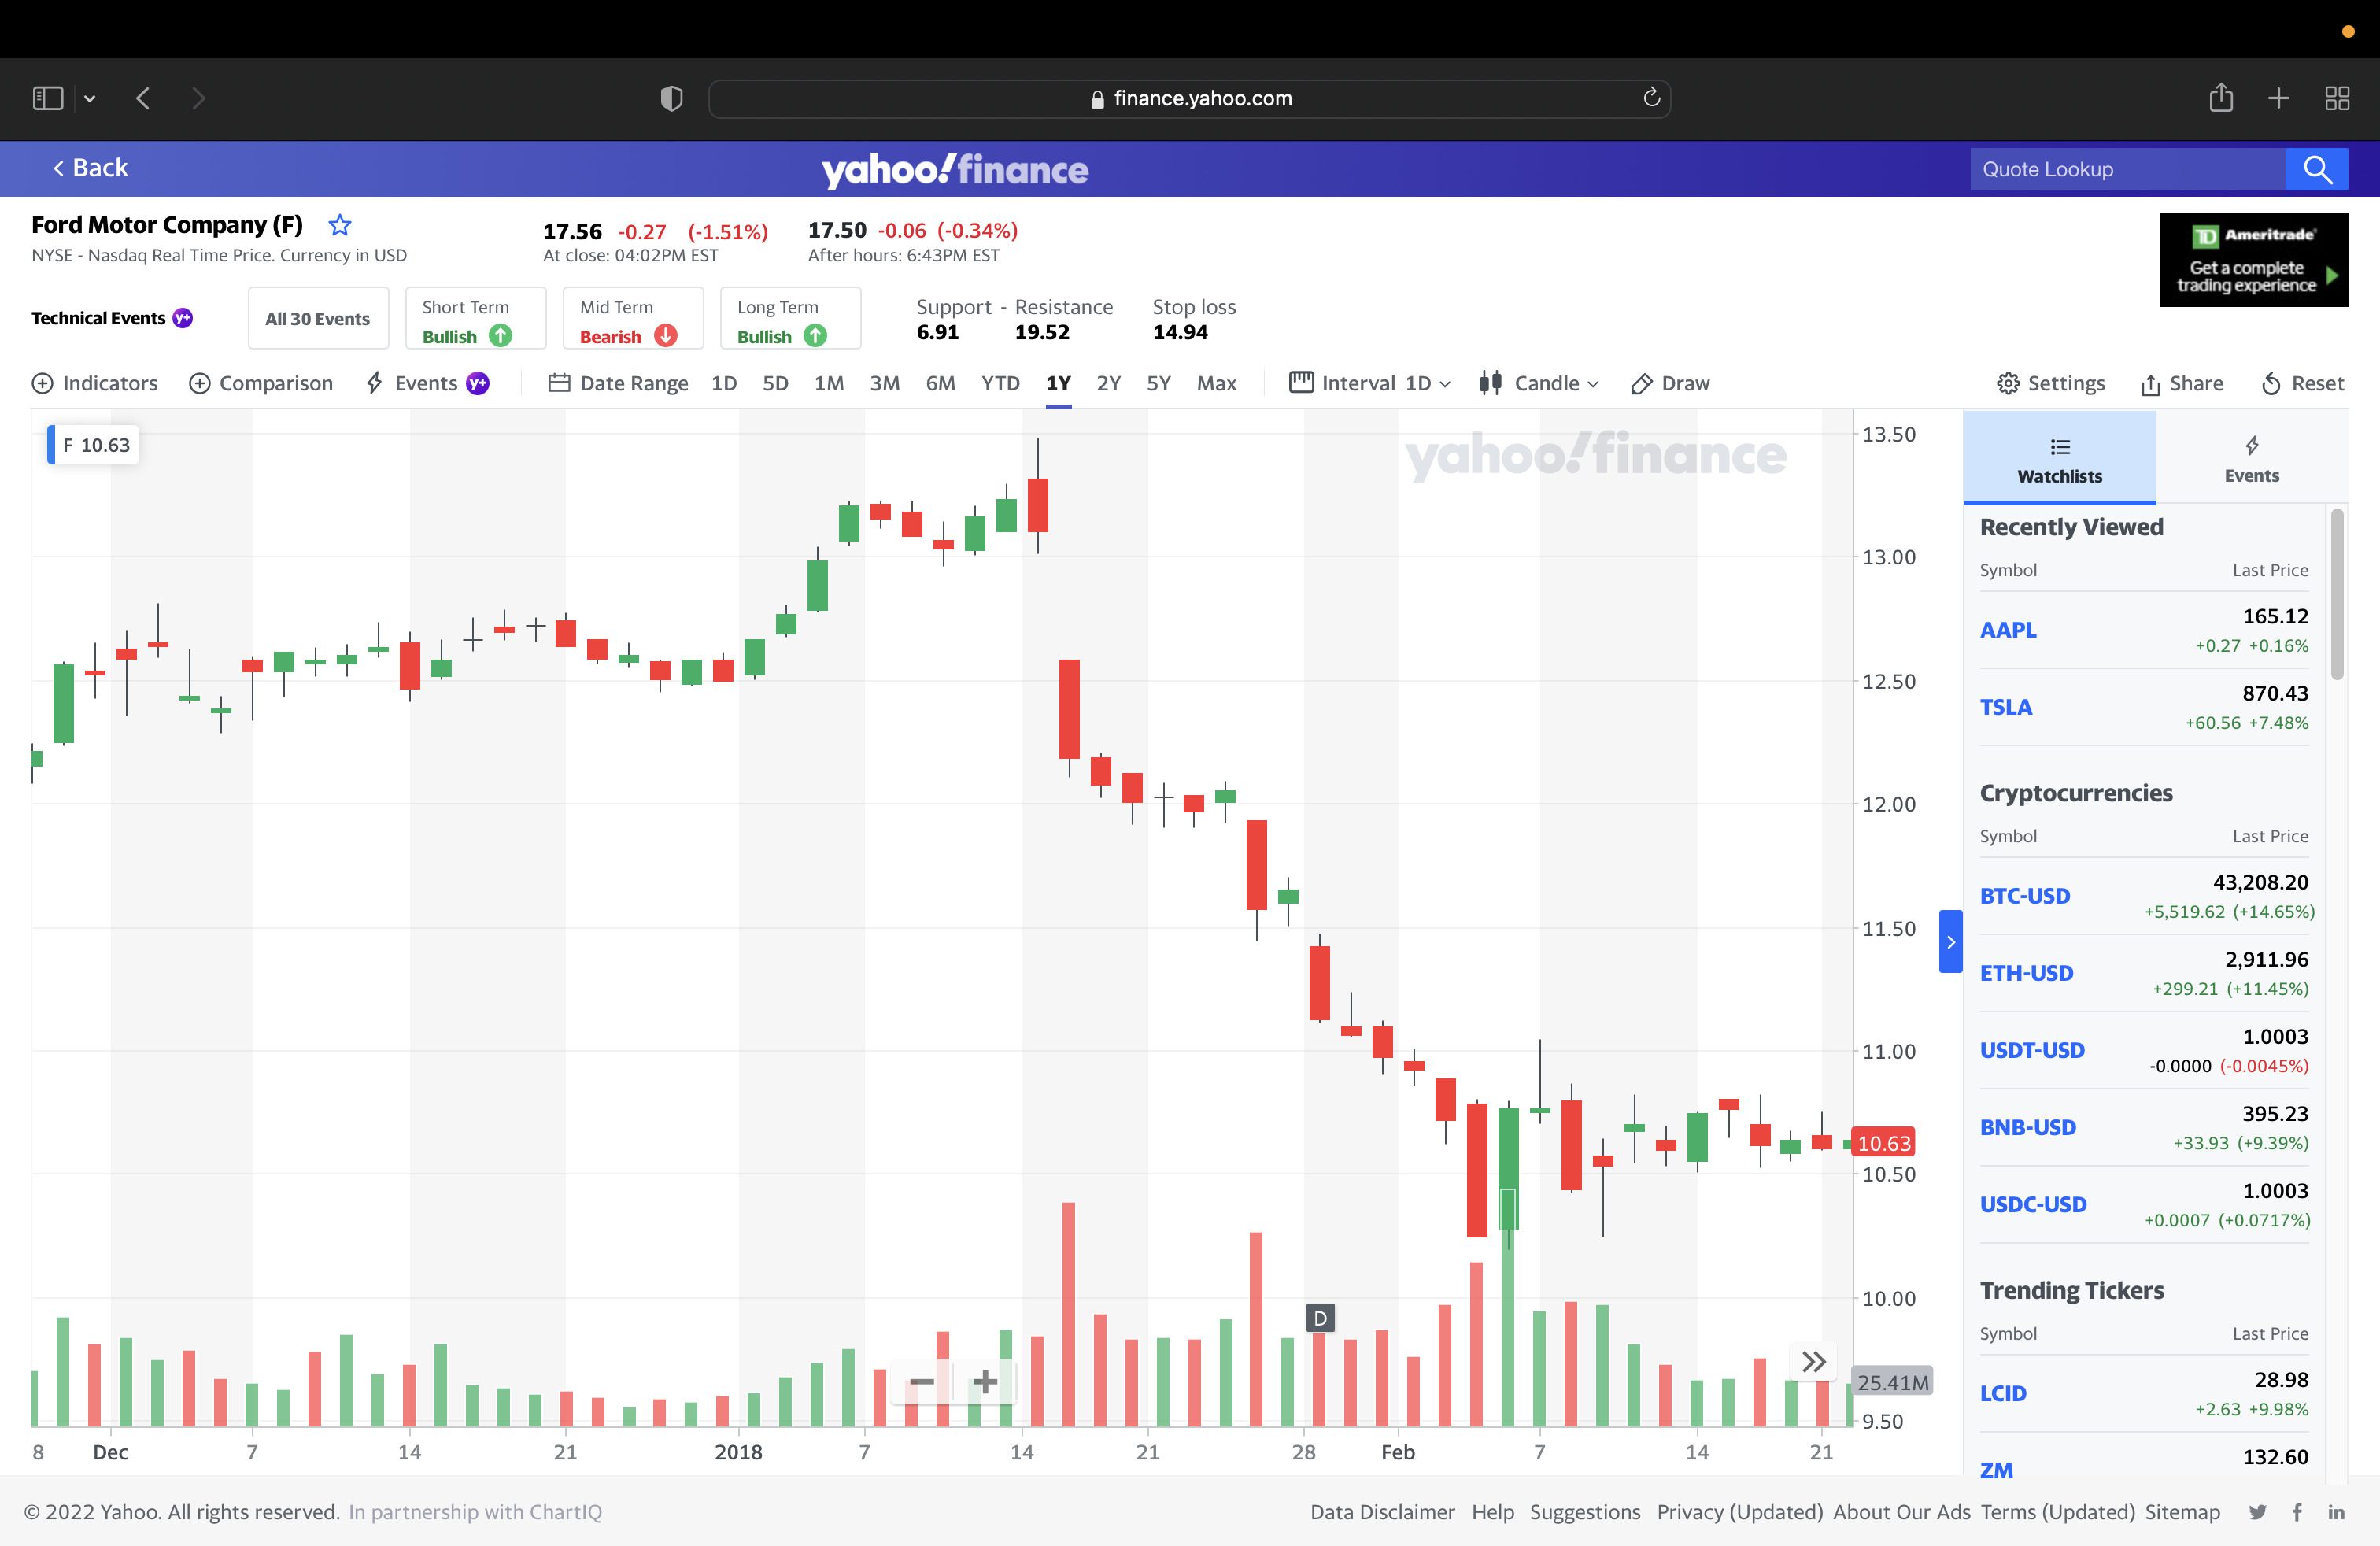 finance.yahoo.com
Back
yahoo!finance
Quote Lookup
Ford Motor Company (F)
NYSE - Nasdaq Real Time Price. Currency in USD
17.56 -0.27 (-1.51%)
At close: 04:02PM EST
17.50 -0.06 (-0.34%)
After hours: 6:43PM EST
TD Ameritrade
Get a complete
trading experience
Technical Events y+
All 30 Events
Short Term
Bullish
Mid Term
Bearish
Long Term
Bullish
Support - Resistance
6.91 19.52
Stop loss
14.94
Indicators Comparison Events y+ Date Range 1D 5D 1M 3M 6M YTD 1Y 2Y 5Y Max Interval 1D Candle Draw Settings Share Reset
F 10.63
yahoo!finance
13.50
13.00
12.50
12.00
11.50
11.00
10.63
10.50
10.00
D
25.41M
9.50
8 Dec 7 14 21 2018 7 14 21 28 Feb 7 14 21
Watchlists
Events
Recently Viewed
Symbol Last Price
AAPL 165.12
+0.27 +0.16%
TSLA 870.43
+60.56 +7.48%
Cryptocurrencies
Symbol Last Price
BTC-USD 43,208.20
+5,519.62 (+14.65%)
ETH-USD 2,911.96
+299.21 (+11.45%)
USDT-USD 1.0003
-0.0000 (-0.0045%)
BNB-USD 395.23
+33.93 (+9.39%)
USDC-USD 1.0003
+0.0007 (+0.0717%)
Trending Tickers
Symbol Last Price
LCID 28.98
+2.63 +9.98%
ZM 132.60
© 2022 Yahoo. All rights reserved. In partnership with ChartIQ
Data Disclaimer Help Suggestions Privacy (Updated) About Our Ads Terms (Updated) Sitemap